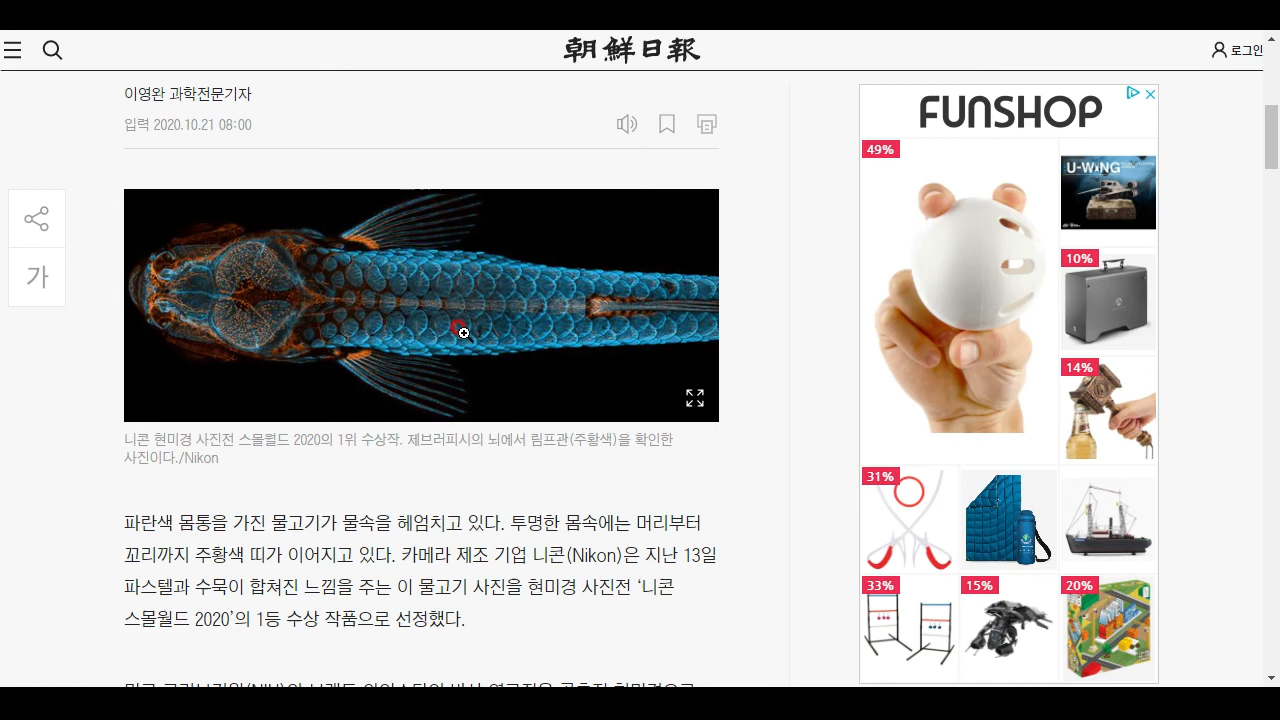 朝鮮日報
로그인
이영완 과학전문기자
입력 2020.10.21 08:00
가
니콘 현미경 사진전 스몰월드 2020의 1위 수상작. 제브러피시의 뇌에서 림프관(주황색)을 확인한
사진이다./Nikon
파란색 몸통을 가진 물고기가 물속을 헤엄치고 있다. 투명한 몸속에는 머리부터
꼬리까지 주황색 띠가 이어지고 있다. 카메라 제조 기업 니콘(Nikon)은 지난 13일
파스텔과 수묵이 합쳐진 느낌을 주는 이 물고기 사진을 현미경 사진전 ‘니콘
스몰월드 2020’의 1등 수상 작품으로 선정했다.
FUNSHOP
49%
U-WING
10%
14%
31%
33%
15%
20%